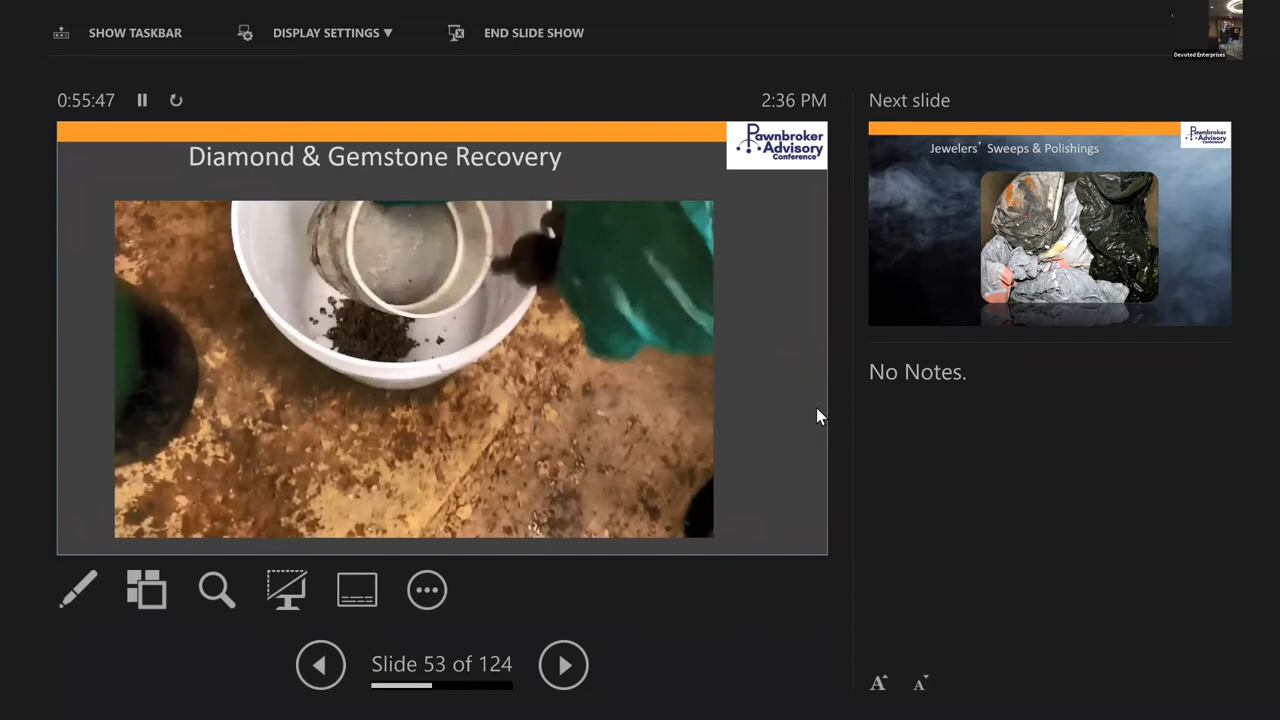 SHOW TASKBAR
DISPLAY SETTINGS ▼
END SLIDE SHOW
Devoted Enterprises
0:55:47
2:36 PM
Next slide
Diamond & Gemstone Recovery
Pawnbroker
Advisory
Conference
Jewelers' Sweeps & Polishings
Pawnbroker
Advisory
Conference
No Notes.
Slide 53 of 124
A
A